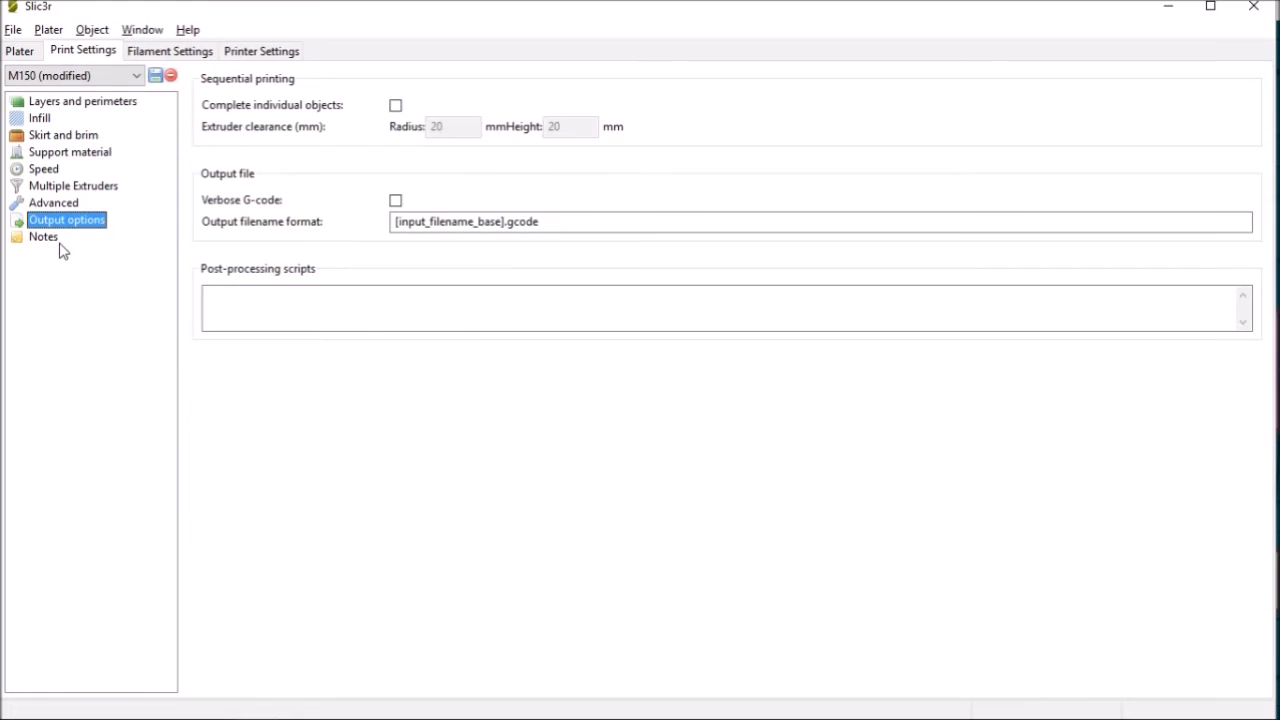 Slic3r
File Plater Object Window Help
Plater Print Settings Filament Settings Printer Settings
M150 (modified)
Layers and perimeters
Infill
Skirt and brim
Support material
Speed
Multiple Extruders
Advanced
Output options
Notes
Sequential printing
Complete individual objects:
Extruder clearance (mm): Radius: 20 mmHeight: 20 mm
Output file
Verbose G-code:
Output filename format: [input_filename_base].gcode
Post-processing scripts